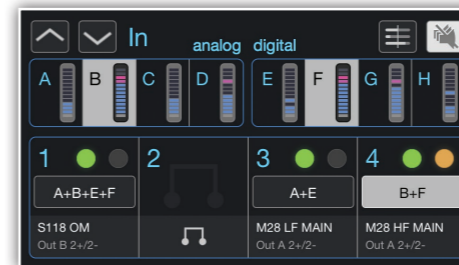 In analog digital
A B C D E F G H
1 2 3 4
A+B+E+F A+E B+F
S118 OM M28 LF MAIN M28 HF MAIN
Out B 2+/2- Out A 2+/2- Out A 2+/2-